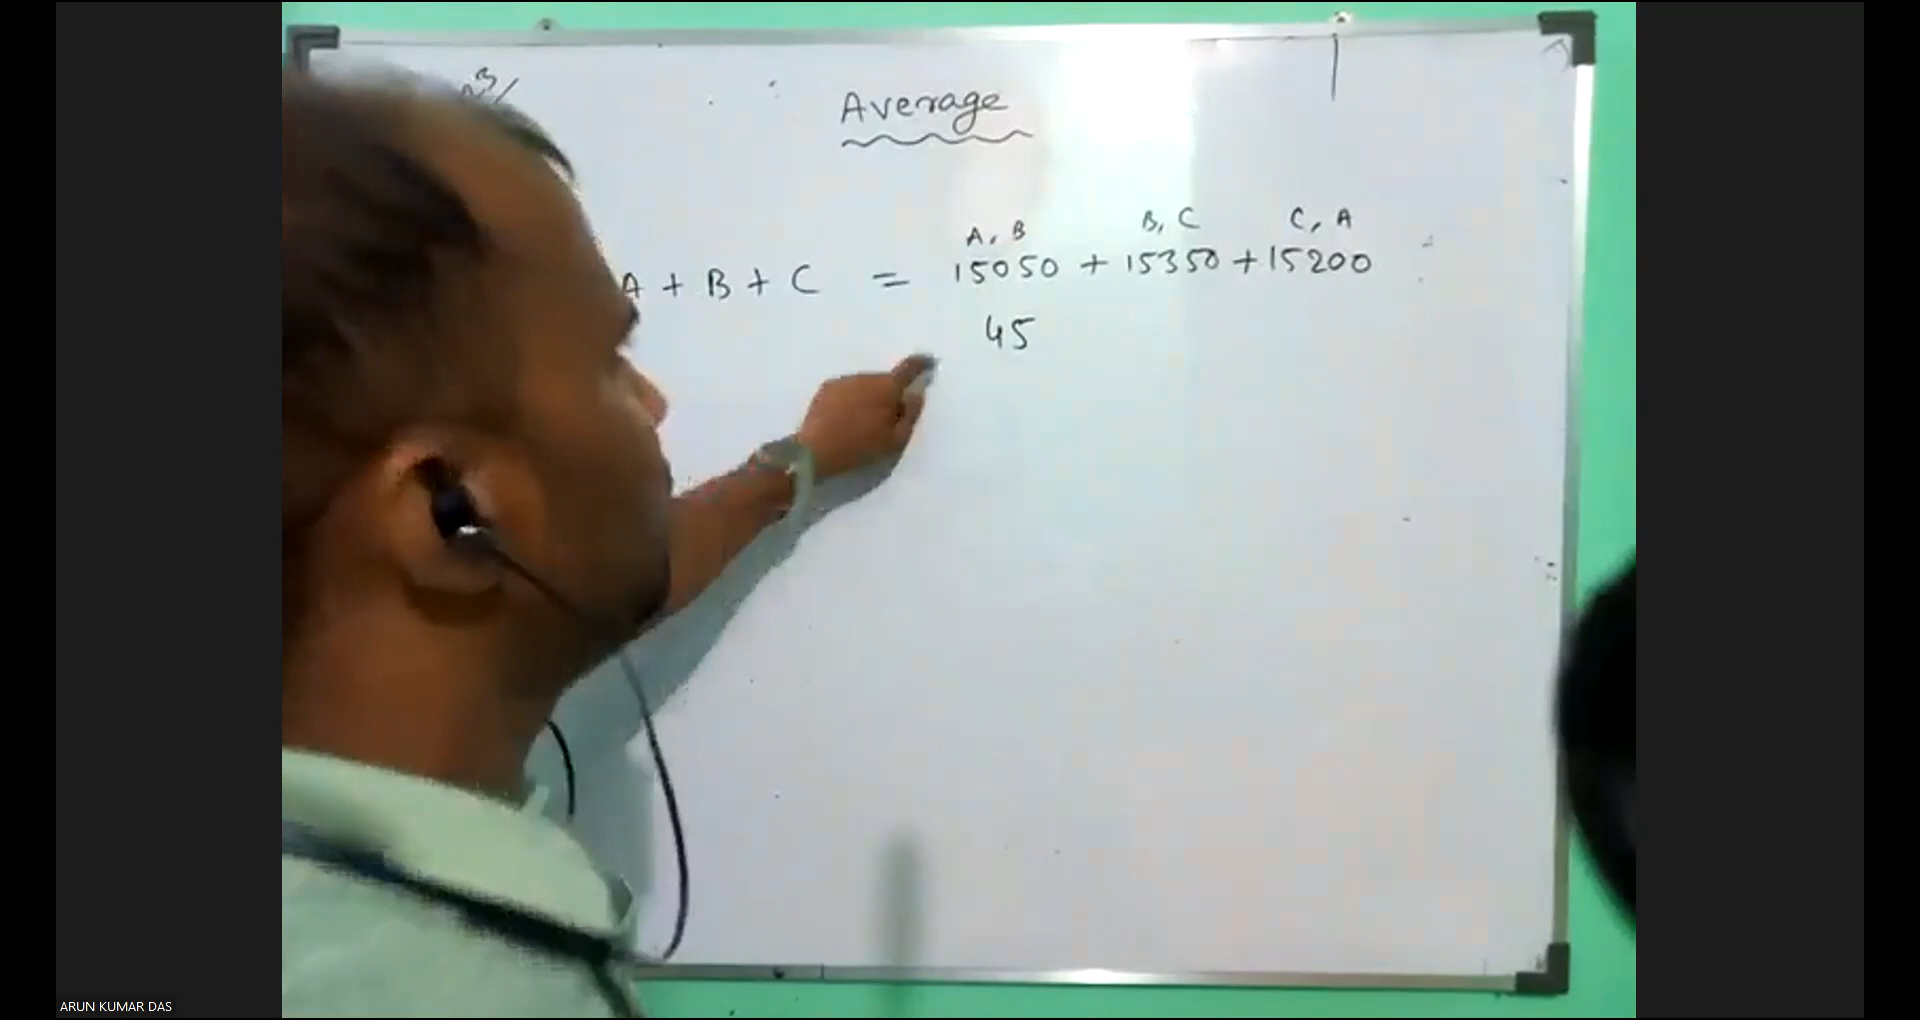 Average
A, B B, C C, A
A + B + C = 15050 + 15350 + 15200
45
ARUN KUMAR DAS